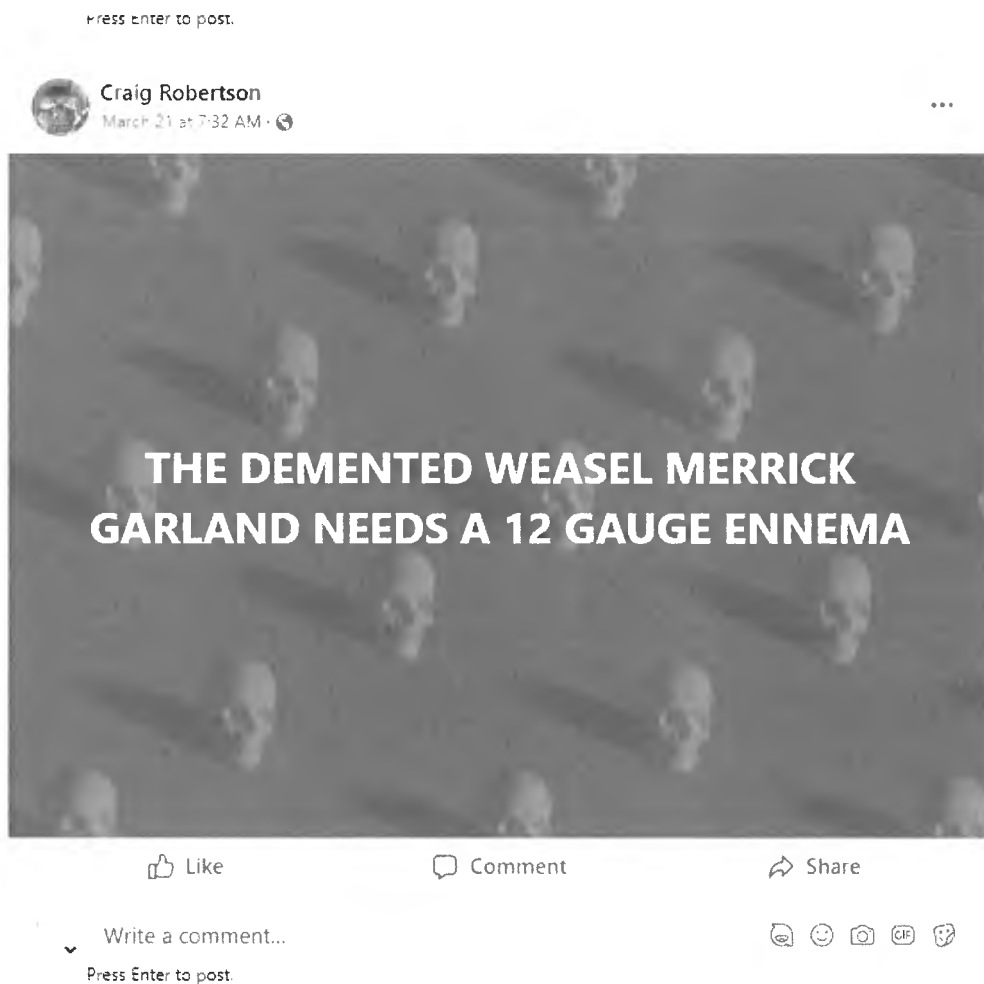 Press Enter to post.
Craig Robertson
March 21 at 7:32 AM ·
THE DEMENTED WEASEL MERRICK
GARLAND NEEDS A 12 GAUGE ENNEMA
Like
Comment
Share
Write a comment...
GIF
Press Enter to post.